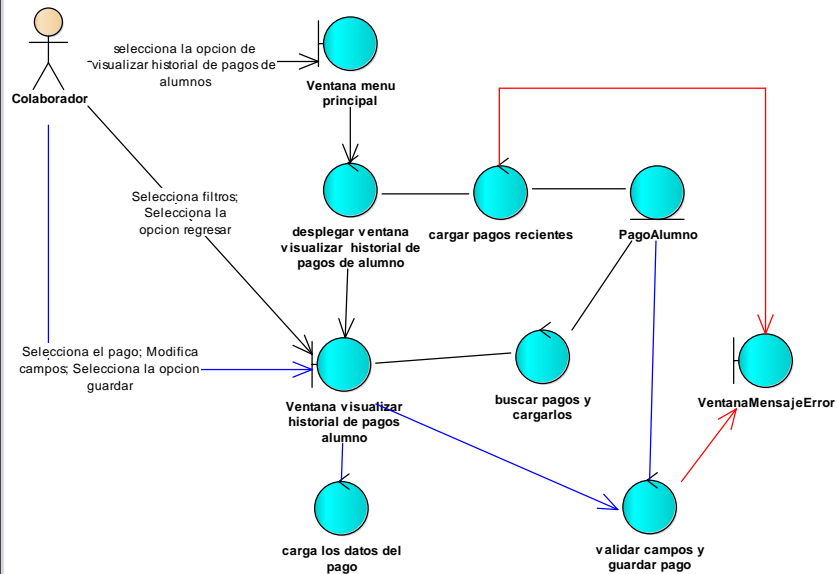 selecciona la opcion de
visualizar historial de pagos de
alumnos
Colaborador
Ventana menu
principal
Selecciona filtros;
Selecciona la
opcion regresar
desplegar ventana
visualizar historial de
pagos de alumno
cargar pagos recientes
PagoAlumno
Selecciona el pago; Modifica
campos; Selecciona la opcion
guardar
Ventana visualizar
historial de pagos
alumno
buscar pagos y
cargarlos
VentanaMensajeError
carga los datos del
pago
validar campos y
guardar pago